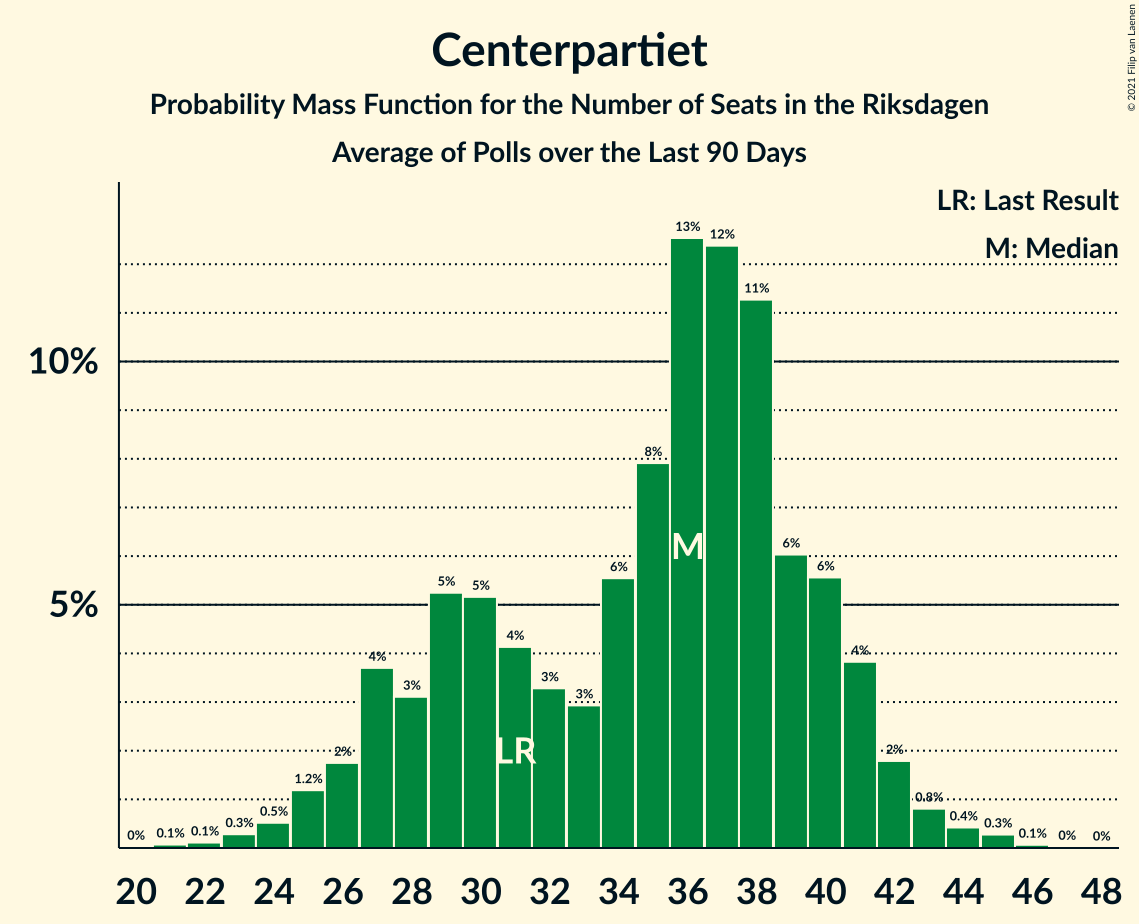 Centerpartiet
Probability Mass Function for the Number of Seats in the Riksdagen
Average of Polls over the Last 90 Days
© 2021 Filip van Laenen
LR: Last Result
M: Median
10%
5%
0% 0.1% 0.1% 0.3% 0.5% 1.2% 2% 4% 3% 5% 5% 4% 3% 3% 6% 8% 13% 12% 11% 6% 6% 4% 2% 0.8% 0.4% 0.3% 0.1% 0% 0%
M
LR
20 22 24 26 28 30 32 34 36 38 40 42 44 46 48